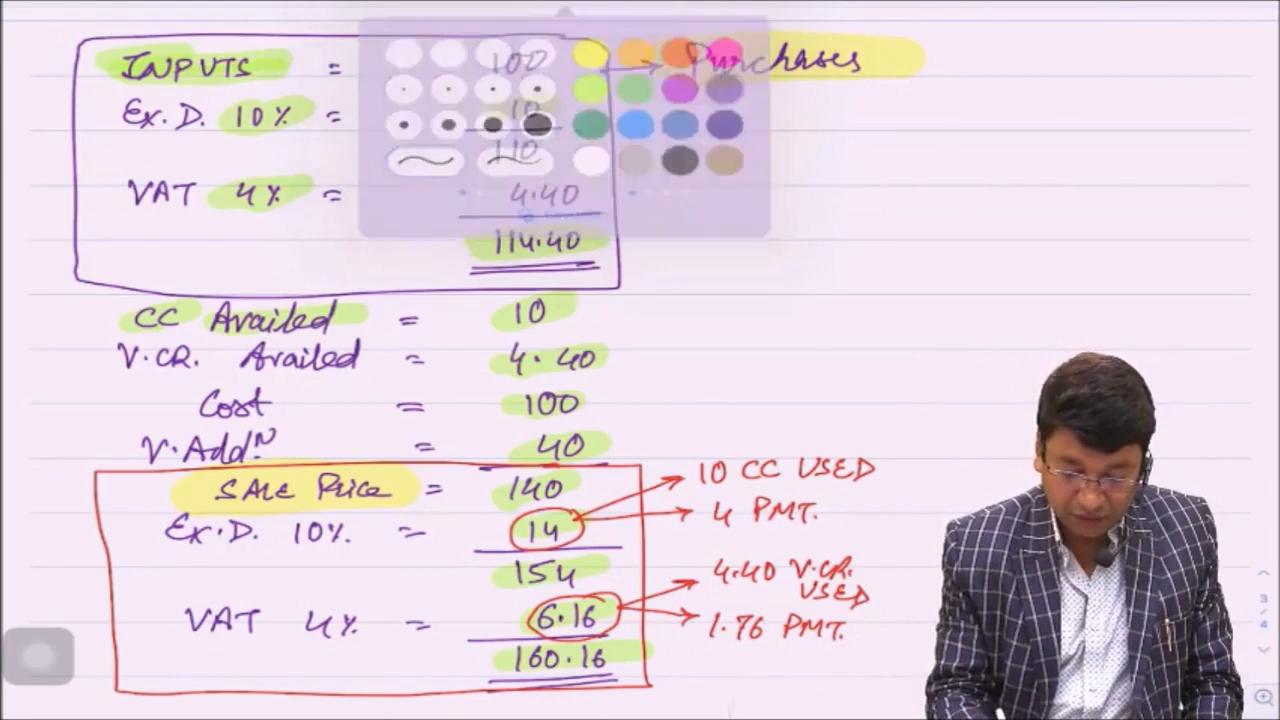 INPUTS = 100 → Purchases
Ex.D. 10% = 10
110
VAT 4% = 4.40
114.40
CC Availed = 10
V.CR. Availed = 4.40
Cost = 100
V.Addⁿ = 40
SALE PRICE = 140
Ex.D. 10% = 14
154
VAT 4% = 6.16
160.16
10 CC USED
4 PMT.
4.40 V.CR.
USED
1.76 PMT.
3/4